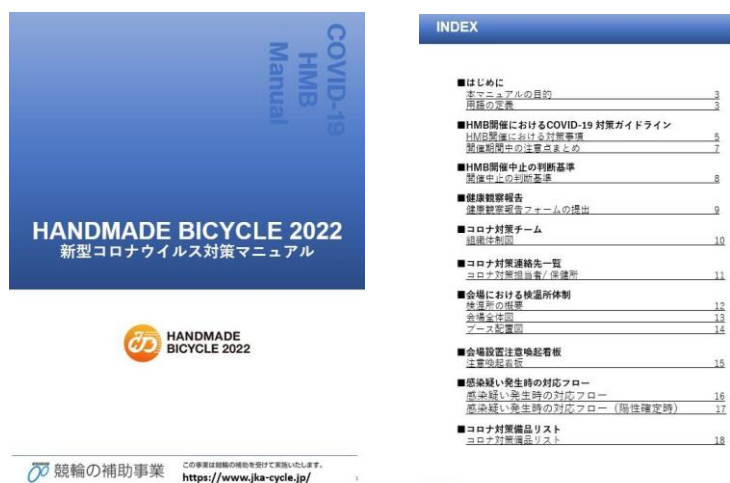 COVID-19
HMB
Manual
HANDMADE BICYCLE 2022
新型コロナウイルス対策マニュアル
HANDMADE
BICYCLE 2022
競輪の補助事業
この事業は競輪の補助を受けて実施いたします。
https://www.jka-cycle.jp/
1
INDEX
■はじめに
本マニュアルの目的 3
用語の定義 3
■HMB開催におけるCOVID-19 対策ガイドライン
HMB開催における対策事項 5
開催期間中の注意点まとめ 7
■HMB開催中止の判断基準
開催中止の判断基準 8
■健康観察報告
健康観察報告フォームの提出 9
■コロナ対策チーム
組織体制図 10
■コロナ対策連絡先一覧
コロナ対策担当者/ 保健所 11
■会場における検温所体制
検温所の概要 12
会場全体図 13
ブース配置図 14
■会場設置注意喚起看板
注意喚起看板 15
■感染疑い発生時の対応フロー
感染疑い発生時の対応フロー 16
感染疑い発生時の対応フロー（陽性確定時） 17
■コロナ対策備品リスト
コロナ対策備品リスト 18